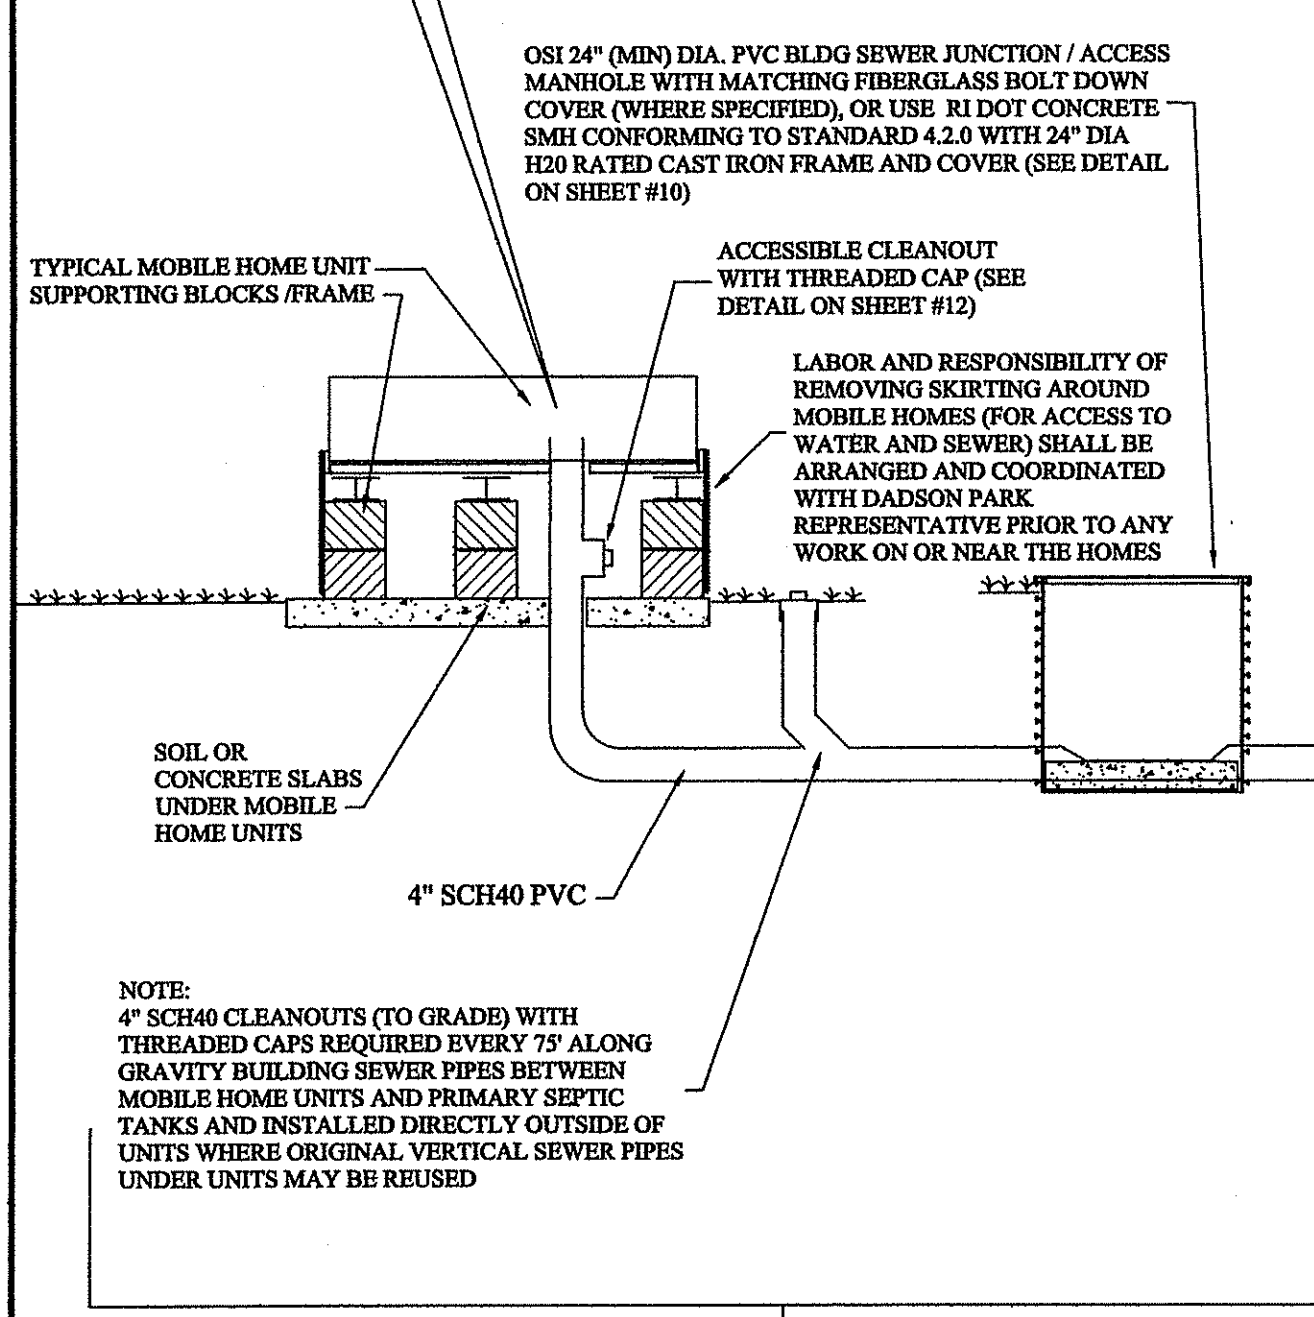 OSI 24" (MIN) DIA. PVC BLDG SEWER JUNCTION / ACCESS
MANHOLE WITH MATCHING FIBERGLASS BOLT DOWN
COVER (WHERE SPECIFIED), OR USE RI DOT CONCRETE
SMH CONFORMING TO STANDARD 4.2.0 WITH 24" DIA
H20 RATED CAST IRON FRAME AND COVER (SEE DETAIL
ON SHEET #10)
TYPICAL MOBILE HOME UNIT
SUPPORTING BLOCKS /FRAME
ACCESSIBLE CLEANOUT
WITH THREADED CAP (SEE
DETAIL ON SHEET #12)
LABOR AND RESPONSIBILITY OF
REMOVING SKIRTING AROUND
MOBILE HOMES (FOR ACCESS TO
WATER AND SEWER) SHALL BE
ARRANGED AND COORDINATED
WITH DADSON PARK
REPRESENTATIVE PRIOR TO ANY
WORK ON OR NEAR THE HOMES
SOIL OR
CONCRETE SLABS
UNDER MOBILE
HOME UNITS
4" SCH40 PVC
NOTE:
4" SCH40 CLEANOUTS (TO GRADE) WITH
THREADED CAPS REQUIRED EVERY 75' ALONG
GRAVITY BUILDING SEWER PIPES BETWEEN
MOBILE HOME UNITS AND PRIMARY SEPTIC
TANKS AND INSTALLED DIRECTLY OUTSIDE OF
UNITS WHERE ORIGINAL VERTICAL SEWER PIPES
UNDER UNITS MAY BE REUSED